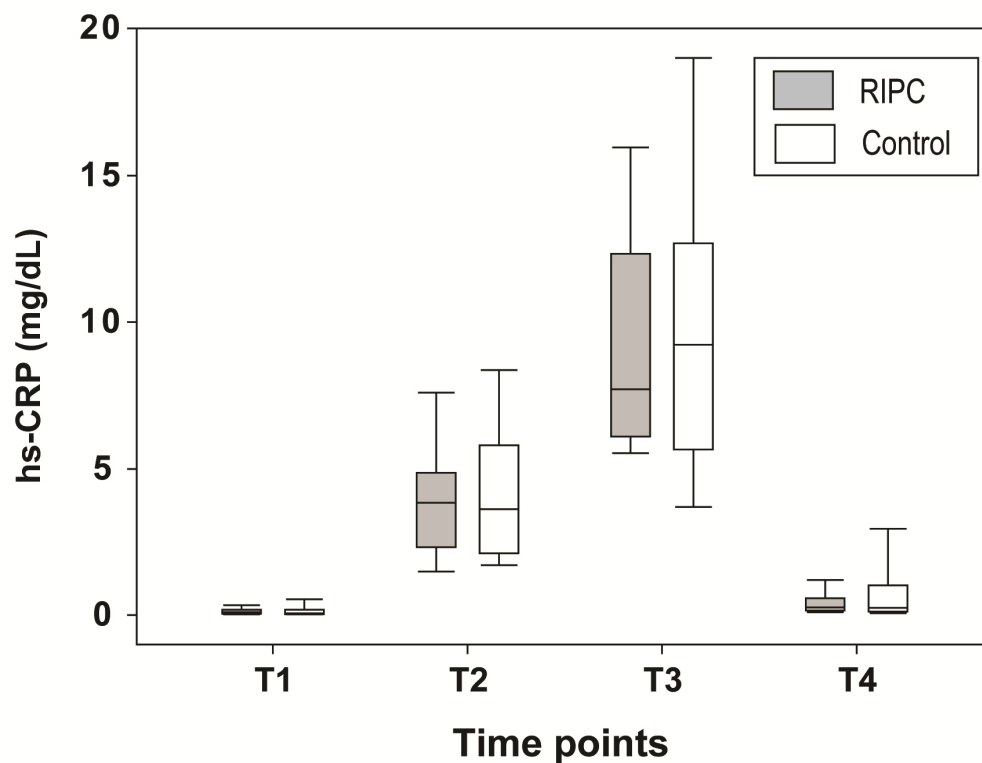 20
15
10
5
0
hs-CRP (mg/dL)
RIPC
Control
T1 T2 T3 T4
Time points